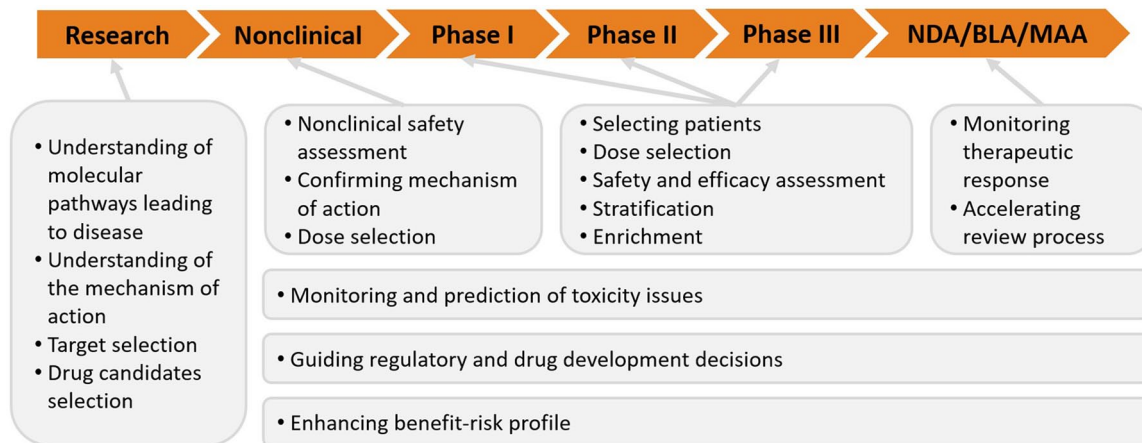 Research
Nonclinical
Phase I
Phase II
Phase III
NDA/BLA/MAA
• Understanding of
molecular
pathways leading
to disease
• Understanding of
the mechanism of
action
• Target selection
• Drug candidates
selection
• Nonclinical safety
assessment
• Confirming mechanism
of action
• Dose selection
• Selecting patients
• Dose selection
• Safety and efficacy assessment
• Stratification
• Enrichment
• Monitoring
therapeutic
response
• Accelerating
review process
• Monitoring and prediction of toxicity issues
• Guiding regulatory and drug development decisions
• Enhancing benefit-risk profile